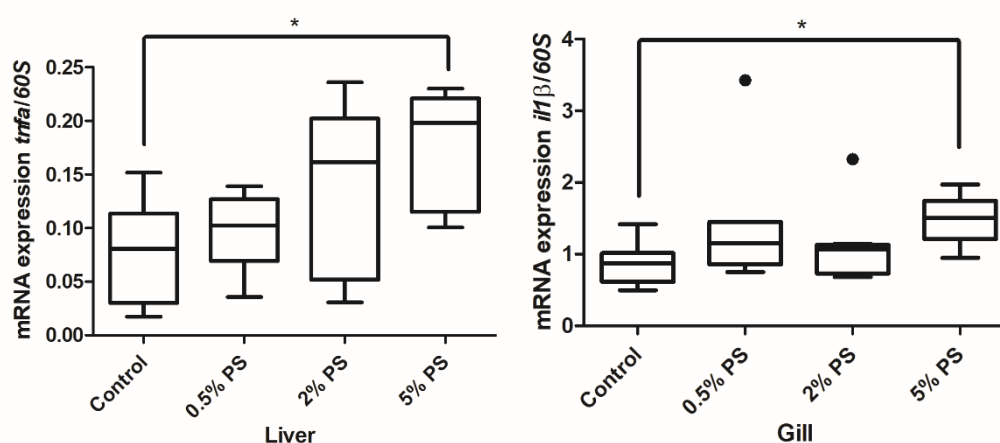 *
mRNA expression tnfa/60S
0.25
0.20
0.15
0.10
0.05
0.00
Control
0.5% PS
2% PS
5% PS
Liver
*
mRNA expression il1β/60S
4
3
2
1
0
Control
0.5% PS
2% PS
5% PS
Gill